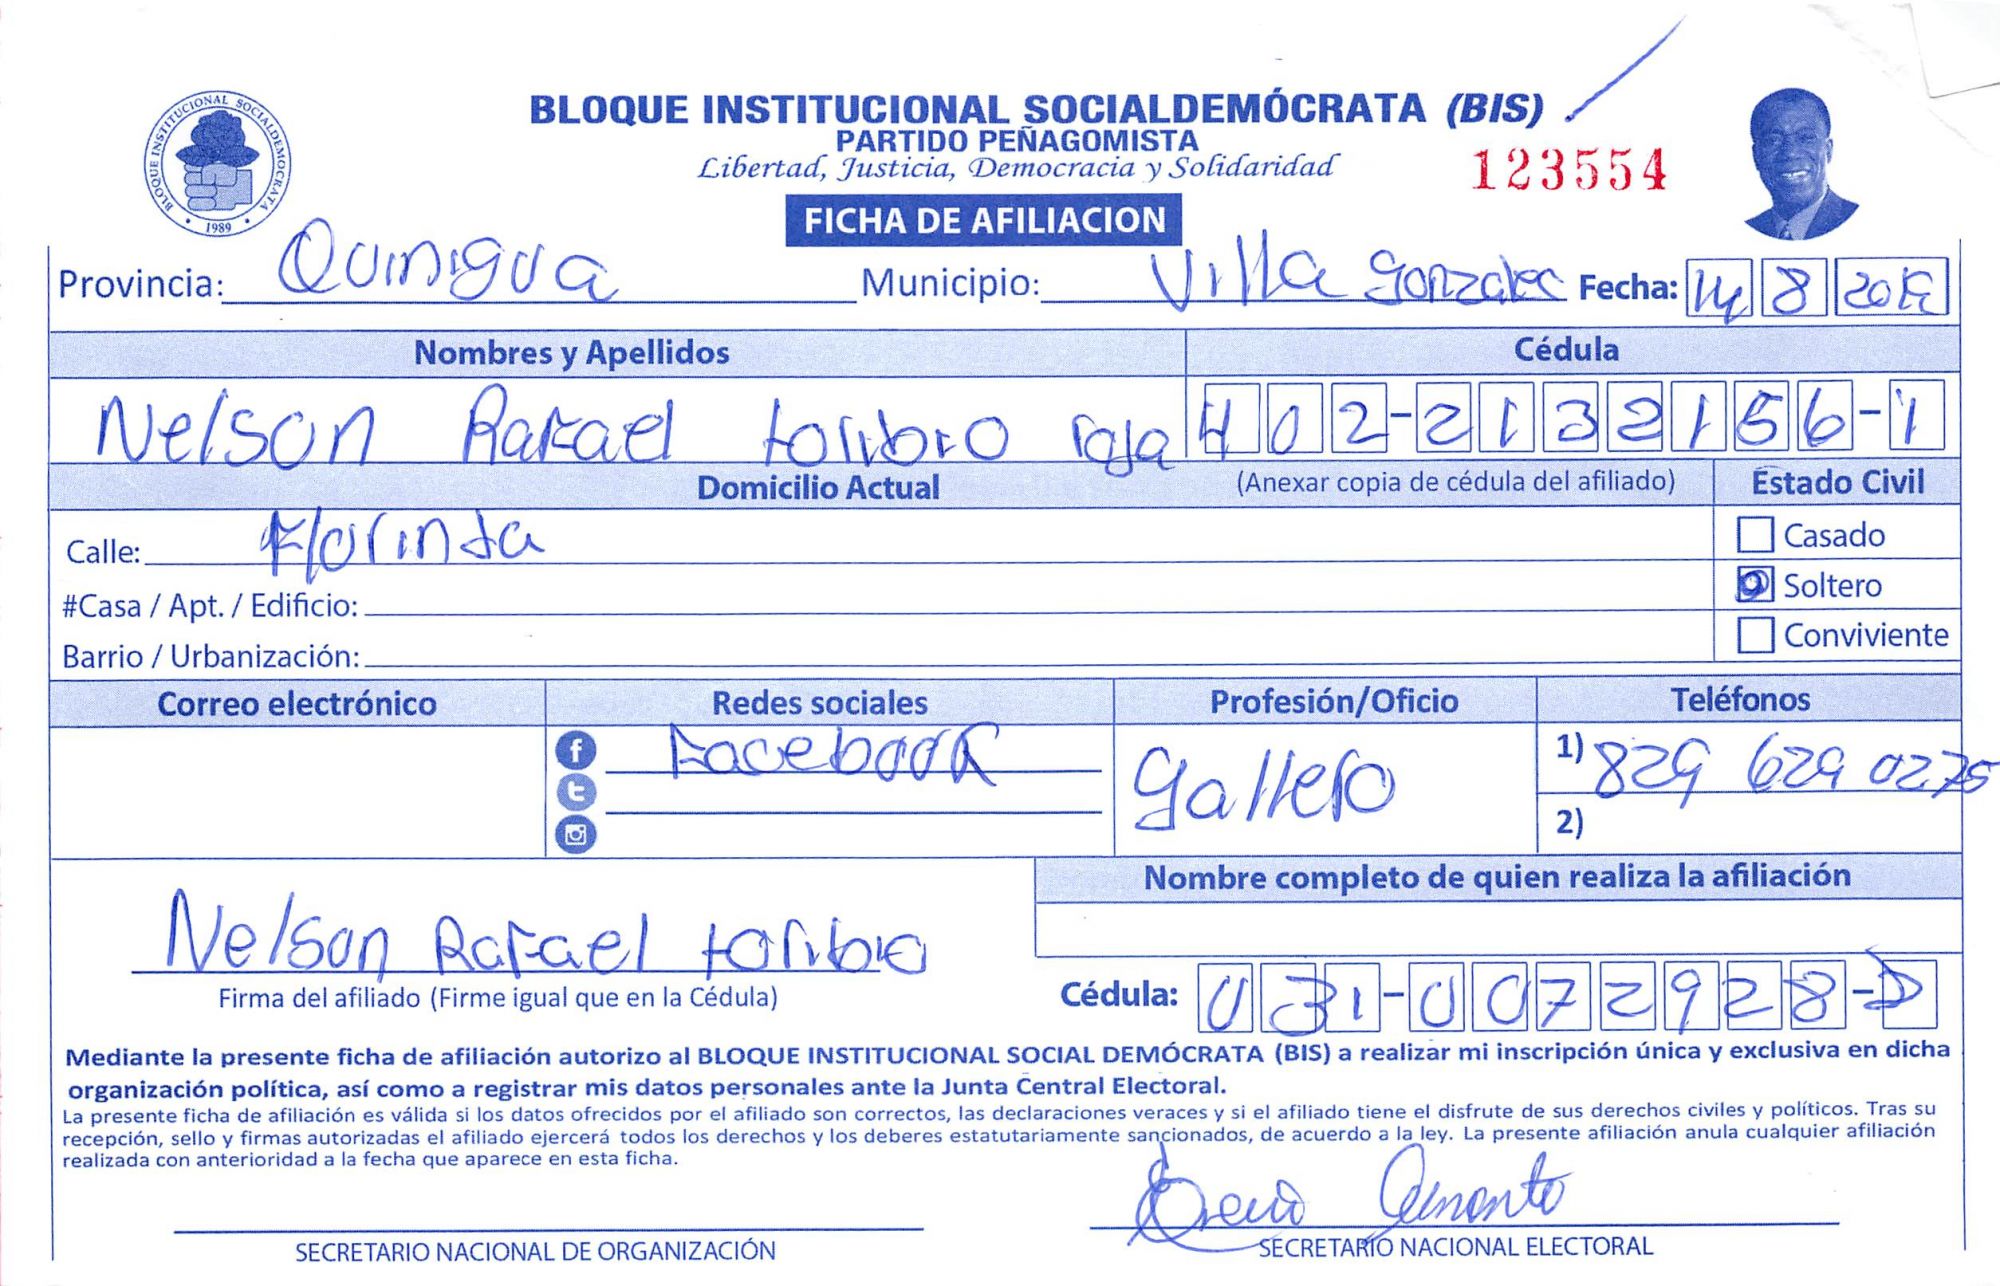 BLOQUE INSTITUCIONAL SOCIALDEMÓCRATA (BIS)
PARTIDO PEÑAGOMISTA
Libertad, Justicia, Democracia y Solidaridad
123554
BLOQUE INSTITUCIONAL SOCIALDEMOCRATA
1989
FICHA DE AFILIACION
Provincia: Quinigua Municipio: Villa gonzalez Fecha: 14 8
Nombres y Apellidos Cédula
Nelson Rafael toribio 402-2132156-1
Domicilio Actual (Anexar copia de cédula del afiliado) Estado Civil
Calle: Florinda Casado
#Casa / Apt. / Edificio: Soltero
Barrio / Urbanización: Conviviente
Correo electrónico Redes sociales Profesión/Oficio Teléfonos
Facebook gallero 1) 829 629 0275
2)
Nombre completo de quien realiza la afiliación
Nelson Rafael toribio
Firma del afiliado (Firme igual que en la Cédula) Cédula: 031-0072928-
Mediante la presente ficha de afiliación autorizo al BLOQUE INSTITUCIONAL SOCIAL DEMÓCRATA (BIS) a realizar mi inscripción única y exclusiva en dicha
organización política, así como a registrar mis datos personales ante la Junta Central Electoral.
La presente ficha de afiliación es válida si los datos ofrecidos por el afiliado son correctos, las declaraciones veraces y si el afiliado tiene el disfrute de sus derechos civiles y políticos. Tras su
recepción, sello y firmas autorizadas el afiliado ejercerá todos los derechos y los deberes estatutariamente sancionados, de acuerdo a la ley. La presente afiliación anula cualquier afiliación
realizada con anterioridad a la fecha que aparece en esta ficha.
SECRETARIO NACIONAL DE ORGANIZACIÓN SECRETARIO NACIONAL ELECTORAL